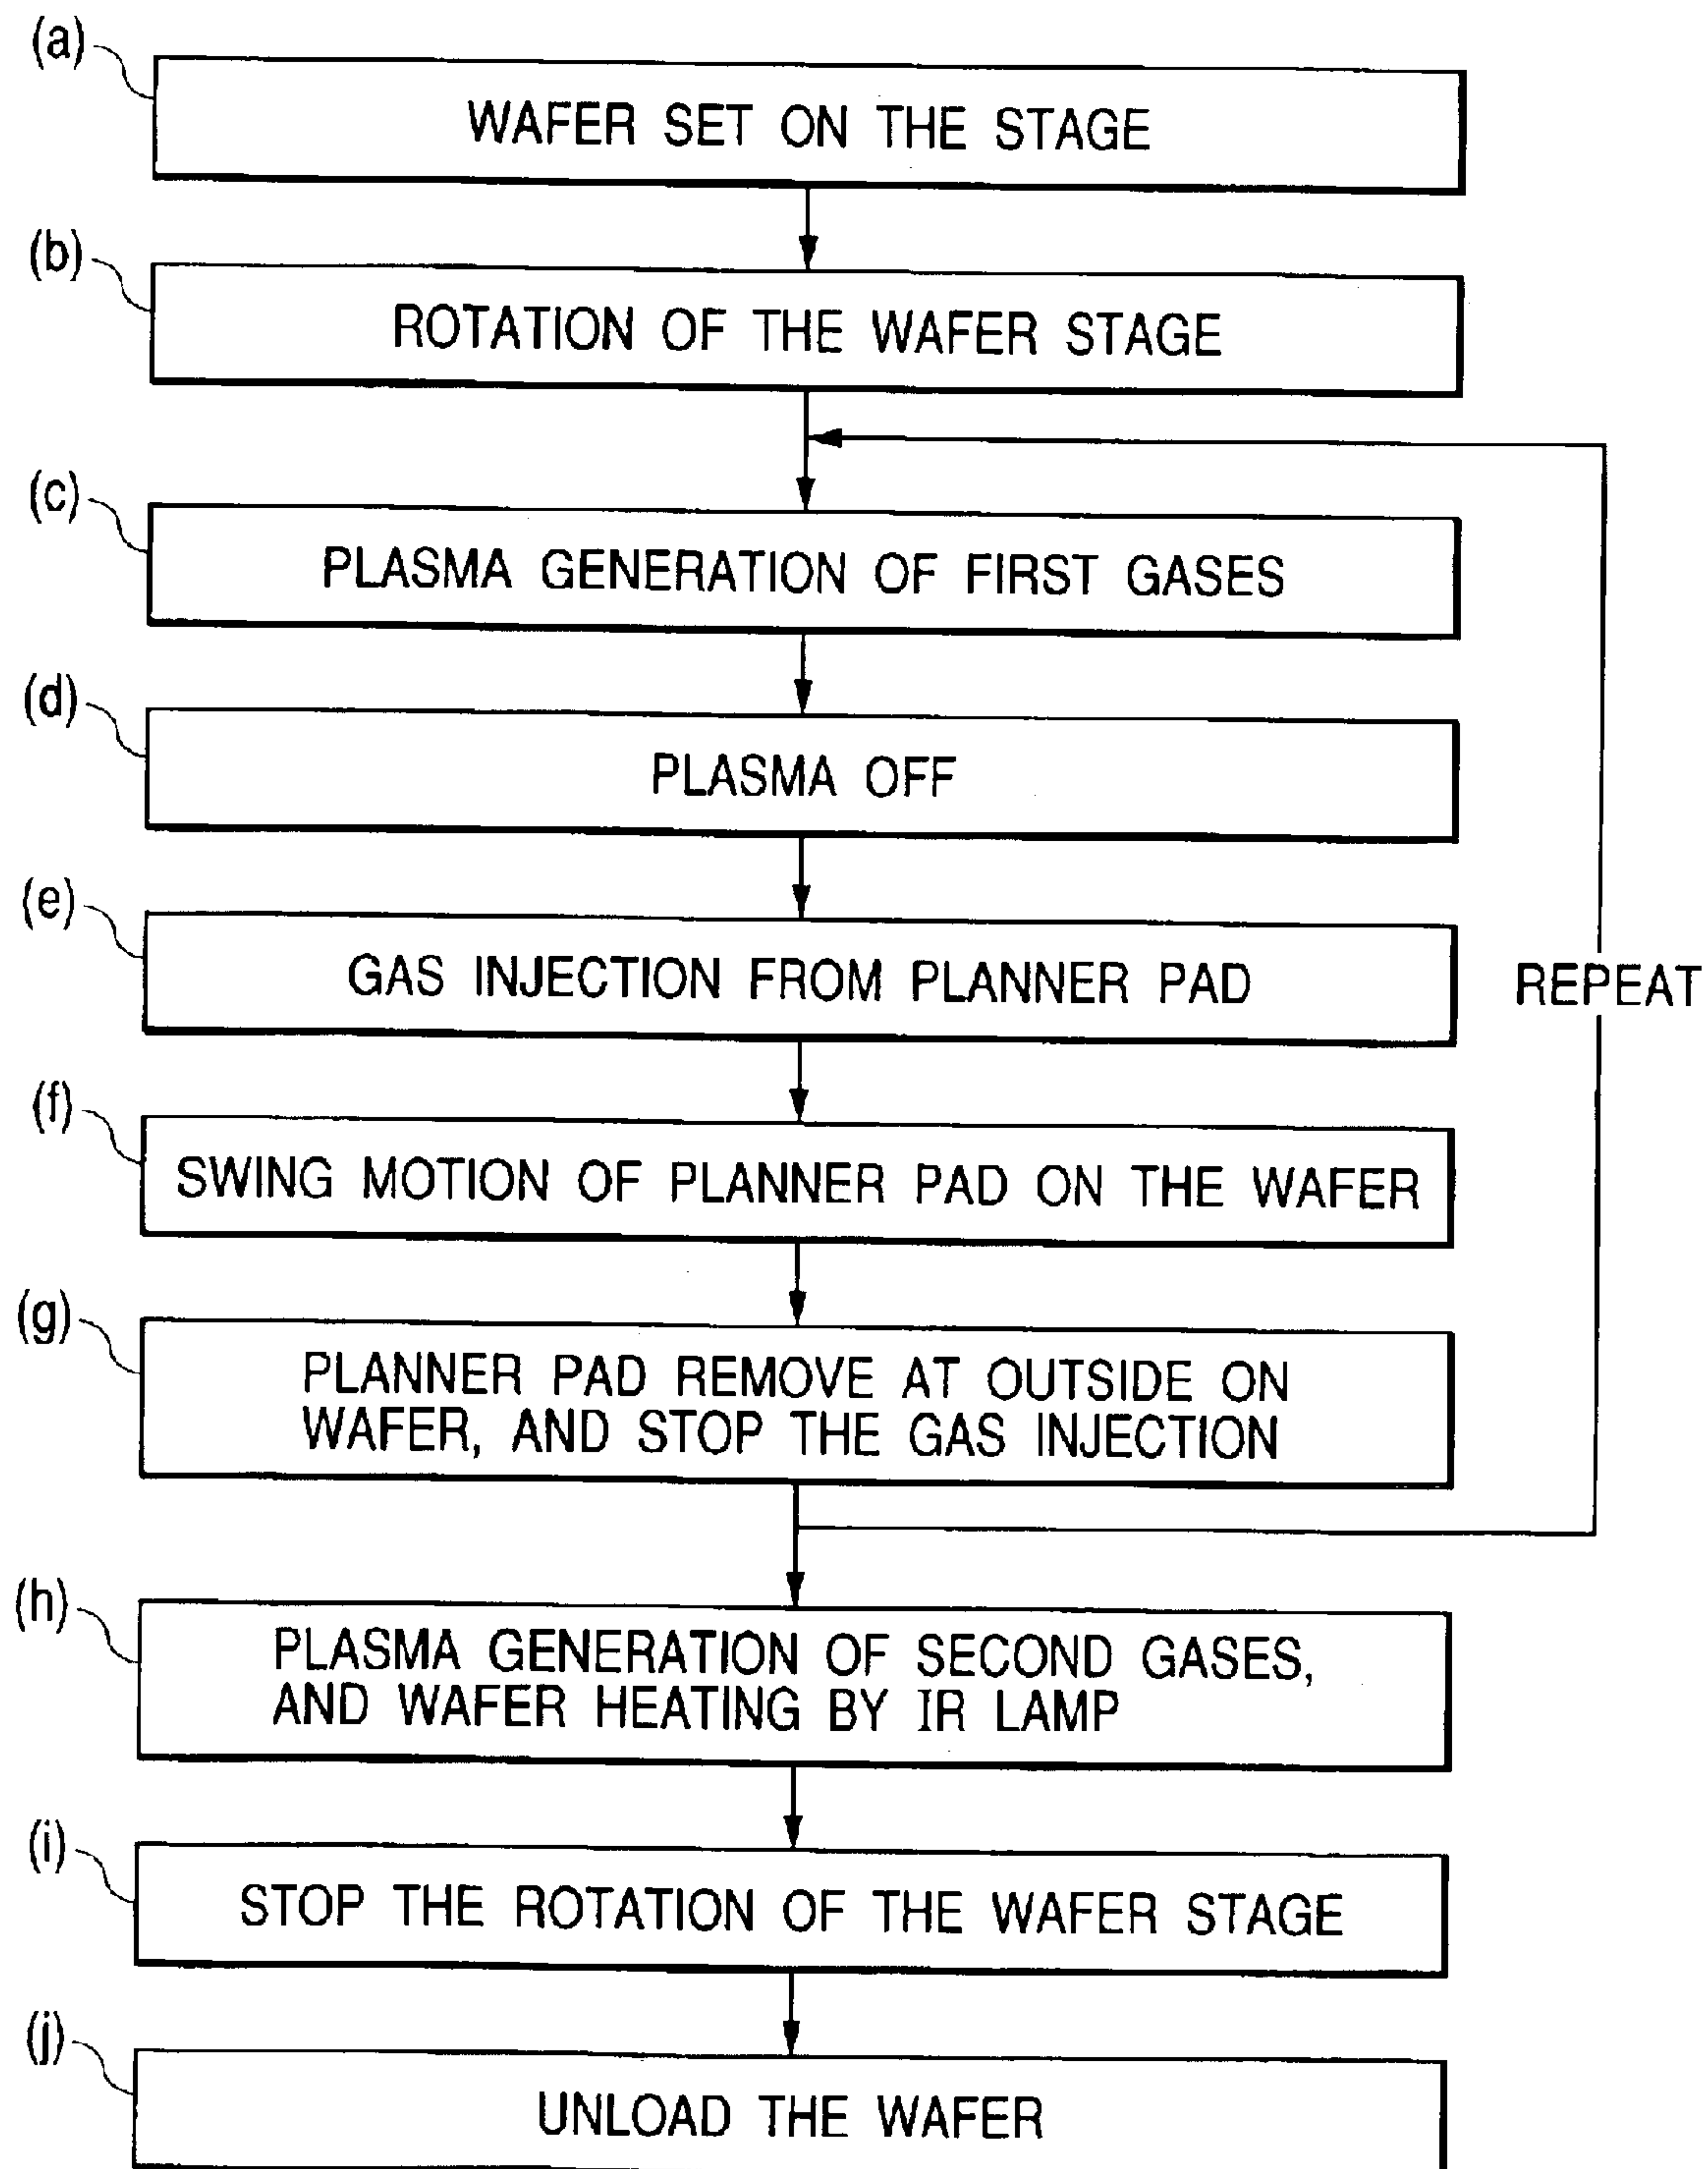 (a)
WAFER SET ON THE STAGE
(b)
ROTATION OF THE WAFER STAGE
(c)
PLASMA GENERATION OF FIRST GASES
(d)
PLASMA OFF
(e)
GAS INJECTION FROM PLANNER PAD
REPEAT
(f)
SWING MOTION OF PLANNER PAD ON THE WAFER
(g)
PLANNER PAD REMOVE AT OUTSIDE ON
WAFER, AND STOP THE GAS INJECTION
(h)
PLASMA GENERATION OF SECOND GASES,
AND WAFER HEATING BY IR LAMP
(i)
STOP THE ROTATION OF THE WAFER STAGE
(j)
UNLOAD THE WAFER